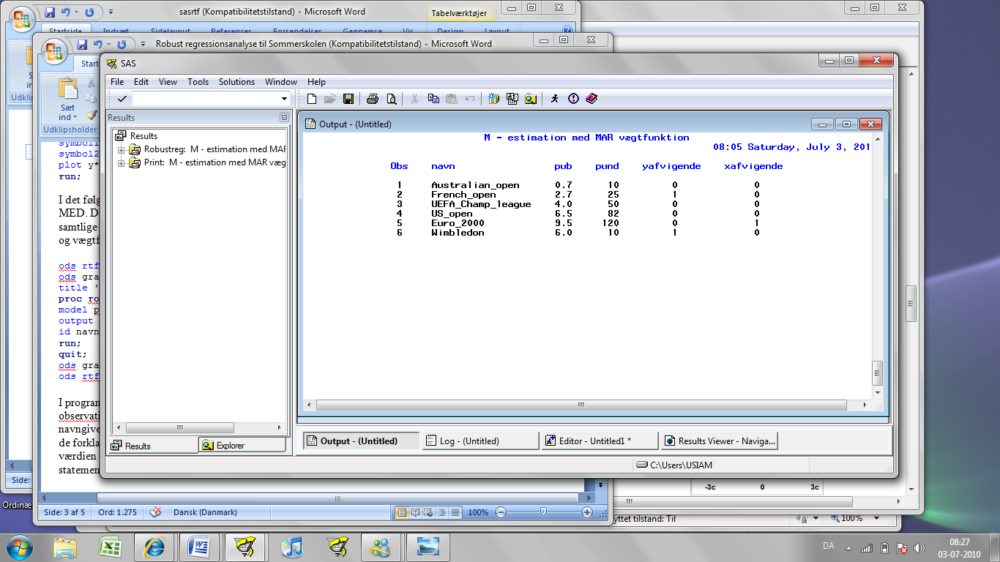 sasrtf (Kompatibilitetstilstand) - Microsoft Word
Tabelværktøjer
Startside Indsæt Sidelayout Referencer Forsendelser Gennemse Vis Design Layout
Robust regressionsanalyse til Sommerskolen (Kompatibilitetstilstand) - Microsoft Word
Start
Sæt
ind
Udklipsholder
SAS
File Edit View Tools Solutions Window Help
Results
Results
Robustreg: M - estimation med MAR
Print: M - estimation med MAR væg
Results
Explorer
Output - (Untitled)
M - estimation med MAR vægtfunktion
08:05 Saturday, July 3, 201
Obs navn pub pund yafvigende xafvigende
1 Australian_open 0.7 10 0 0
2 French_open 2.7 25 1 0
3 UEFA_Champ_league 4.0 50 0 0
4 US_open 6.5 82 0 0
5 Euro_2000 9.5 120 0 1
6 Wimbledon 6.0 10 1 0
Output - (Untitled) Log - (Untitled) Editor - Untitled1 * Results Viewer - Naviga...
C:\Users\USIAM
symbol2
plot y*
run;
I det følg
MED. D
samtlige
og vægtf
ods rtf
ods gra
title '
proc ro
model p
output
id navn
run;
quit;
ods gra
ods rtf
I program
observati
navngive
de forkla
værdien
statemen
-3c 0 3c
Side:
Ordinæ
Side: 3 af 5 Ord: 1.275 Dansk (Danmark) 100%
yttet tilstand: Til 100%
DA
08:27
03-07-2010